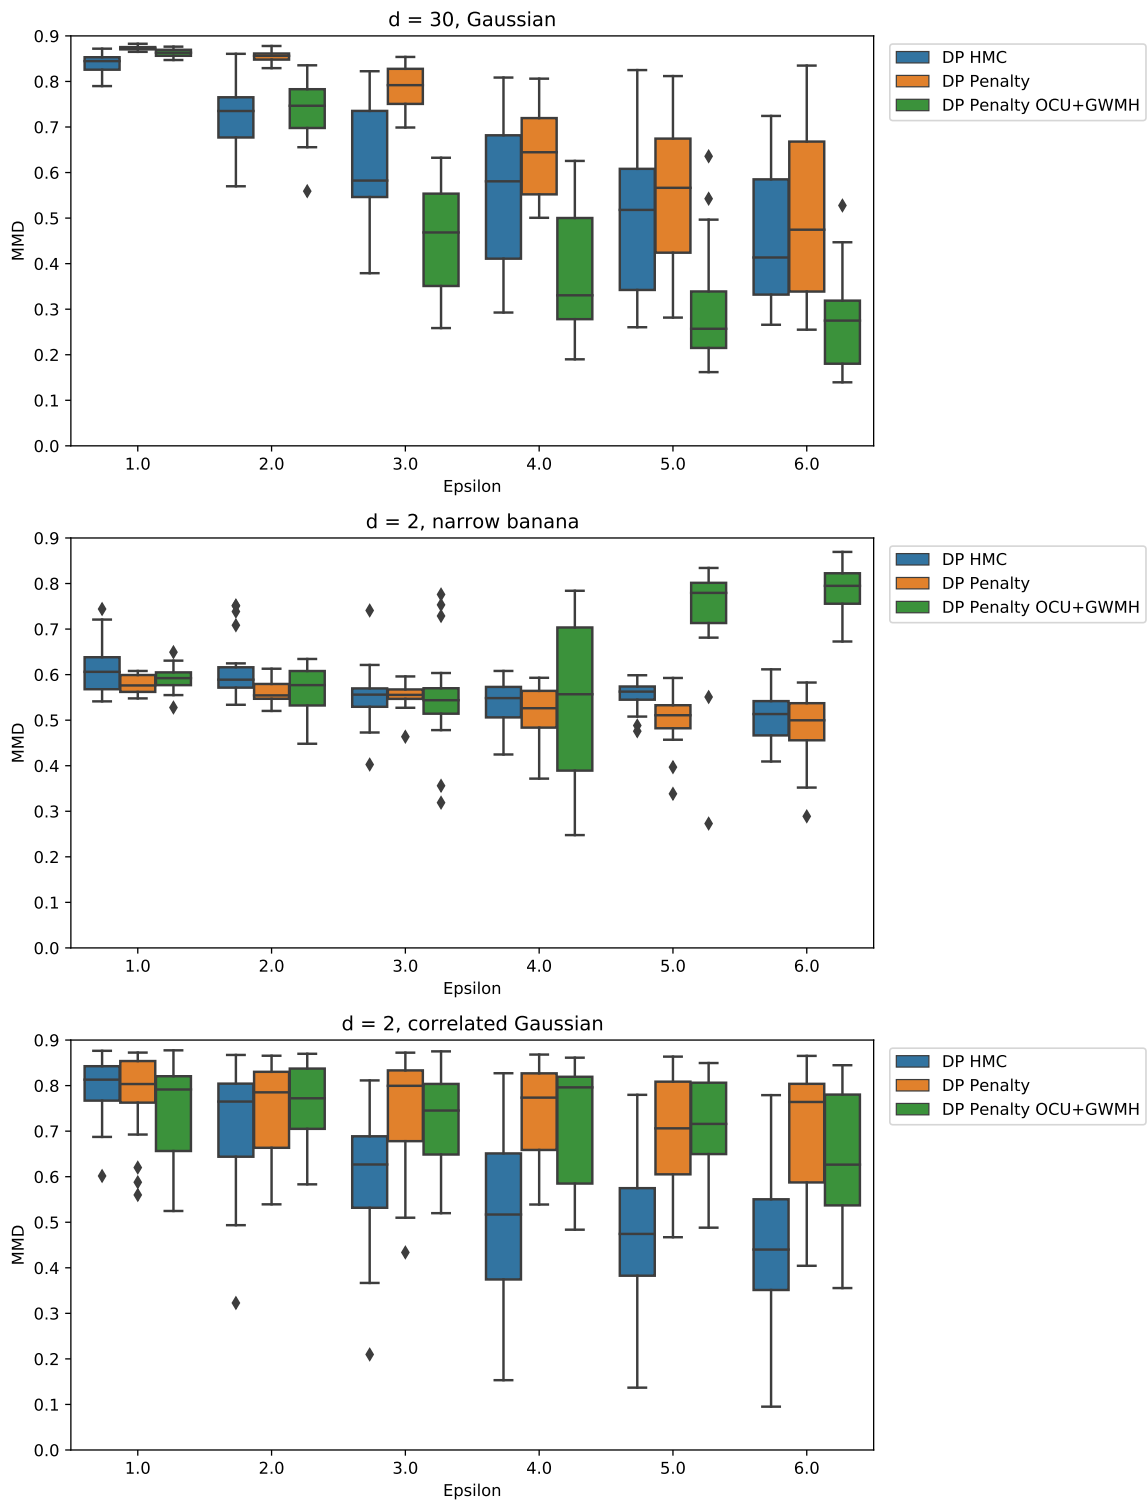 d = 30, Gaussian
0.9
0.8
0.7
0.6
0.5
0.4
0.3
0.2
0.1
0.0
MMD
1.0 2.0 3.0 4.0 5.0 6.0
Epsilon
DP HMC
DP Penalty
DP Penalty OCU+GWMH
d = 2, narrow banana
0.9
0.8
0.7
0.6
0.5
0.4
0.3
0.2
0.1
0.0
MMD
1.0 2.0 3.0 4.0 5.0 6.0
Epsilon
DP HMC
DP Penalty
DP Penalty OCU+GWMH
d = 2, correlated Gaussian
0.9
0.8
0.7
0.6
0.5
0.4
0.3
0.2
0.1
0.0
MMD
1.0 2.0 3.0 4.0 5.0 6.0
Epsilon
DP HMC
DP Penalty
DP Penalty OCU+GWMH